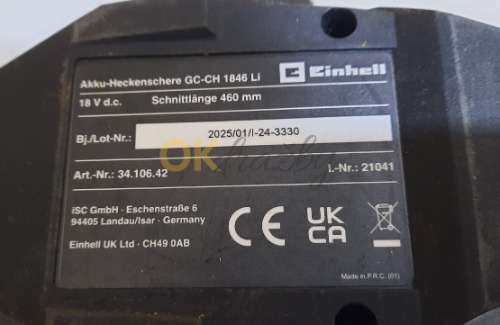 Akku-Heckenschere GC-CH 1846 Li
Einhell
18 V d.c. Schnittlänge 460 mm
Bj./Lot-Nr.: 2025/01/I-24-3330
OKdražby
Art.-Nr.: 34.106.42 I.-Nr.: 21041
iSC GmbH · Eschenstraße 6
94405 Landau/Isar · Germany
Einhell UK Ltd · CH49 0AB
CE
UK
CA
Made in P.R.C. (01)